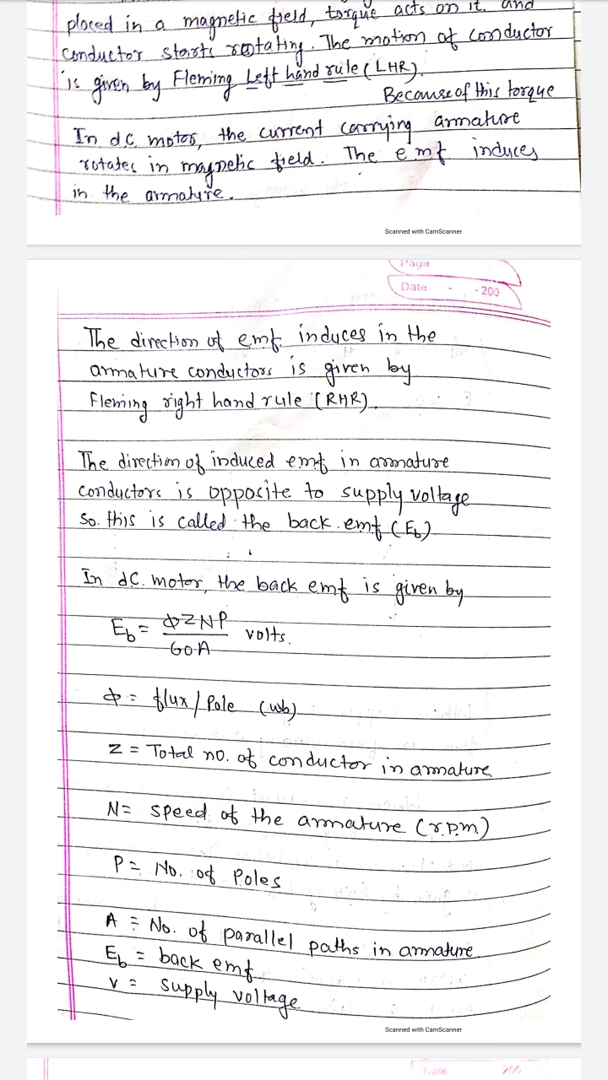 placed in a magnetic field, torque acts on it. and
conductor starts rotating. The motion of conductor
is given by Fleming Left hand rule (LHR).
Because of this torque
In d.c. motor, the current carrying armature
rotates in magnetic field. The emf induces
in the armature.
Scanned with CamScanner
Page
Date - - 200
The direction of emf induces in the
armature conductors is given by
Fleming right hand rule (RHR).
The direction of induced emf in armature
conductors is opposite to supply voltage
so. this is called the back emf (Eb)
In d.c. motor, the back emf is given by
Eb = ΦZNP / 60A volts.
Φ = flux / Pole (wb)
Z = Total no. of conductor in armature
N = speed of the armature (r.p.m)
P = No. of Poles
A = No. of parallel paths in armature
Eb = back emf
V = supply voltage
Scanned with CamScanner
Date